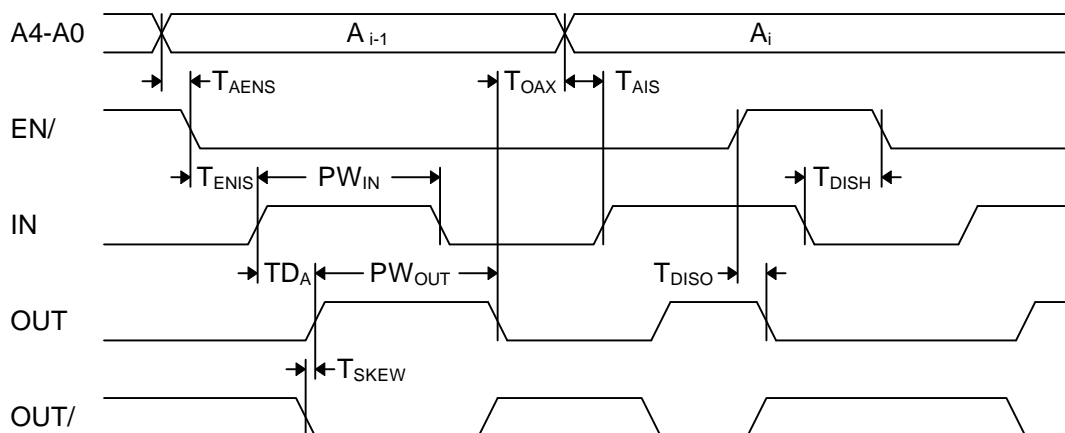 A4-A0 A i-1 Ai
TAENS TOAX TAIS
EN/
TENIS PWIN TDISH
IN
TDA PWOUT TDISO
OUT
TSKEW
OUT/